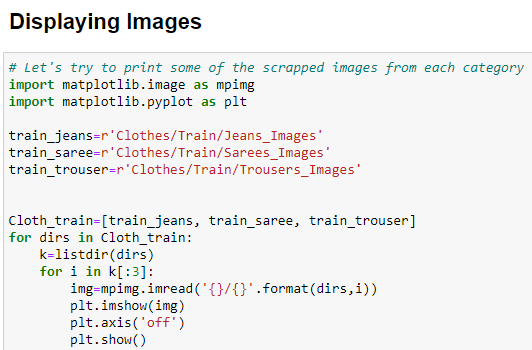 Displaying Images
# Let's try to print some of the scrapped images from each category
import matplotlib.image as mpimg
import matplotlib.pyplot as plt
train_jeans=r'Clothes/Train/Jeans_Images'
train_saree=r'Clothes/Train/Sarees_Images'
train_trouser=r'Clothes/Train/Trousers_Images'
Cloth_train=[train_jeans, train_saree, train_trouser]
for dirs in Cloth_train:
    k=listdir(dirs)
    for i in k[:3]:
        img=mpimg.imread('{}/{}'.format(dirs,i))
        plt.imshow(img)
        plt.axis('off')
        plt.show()